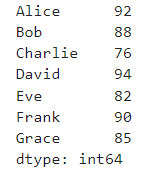 Alice 92
Bob 88
Charlie 76
David 94
Eve 82
Frank 90
Grace 85
dtype: int64